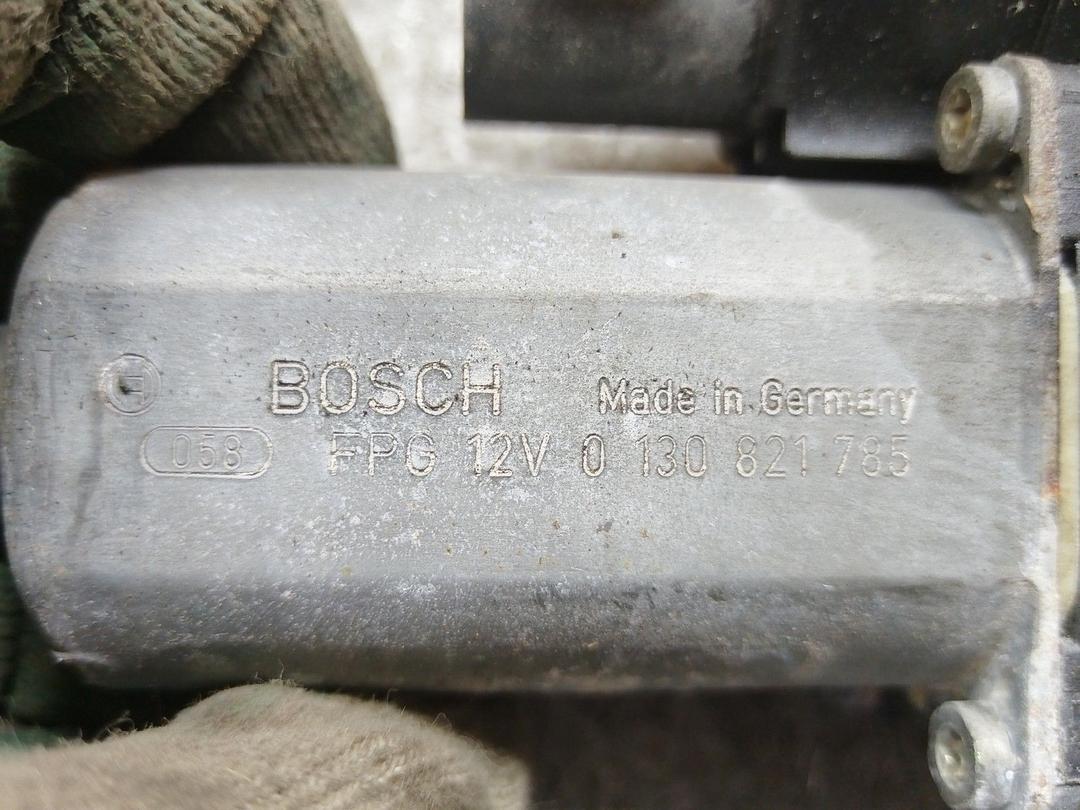 BOSCH Made in Germany
058 FPG 12V 0 130 821 785